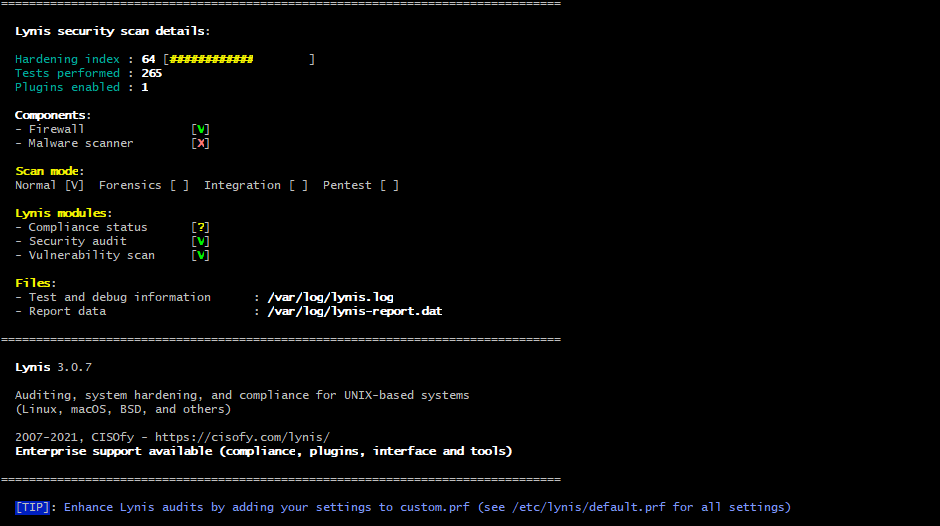 ================================================================================
Lynis security scan details:
Hardening index : 64 [############        ]
Tests performed : 265
Plugins enabled : 1
Components:
- Firewall               [V]
- Malware scanner        [X]
Scan mode:
Normal [V]  Forensics [ ]  Integration [ ]  Pentest [ ]
Lynis modules:
- Compliance status      [?]
- Security audit         [V]
- Vulnerability scan     [V]
Files:
- Test and debug information      : /var/log/lynis.log
- Report data                     : /var/log/lynis-report.dat
================================================================================
Lynis 3.0.7
Auditing, system hardening, and compliance for UNIX-based systems
(Linux, macOS, BSD, and others)
2007-2021, CISOfy - https://cisofy.com/lynis/
Enterprise support available (compliance, plugins, interface and tools)
================================================================================
[TIP]: Enhance Lynis audits by adding your settings to custom.prf (see /etc/lynis/default.prf for all settings)